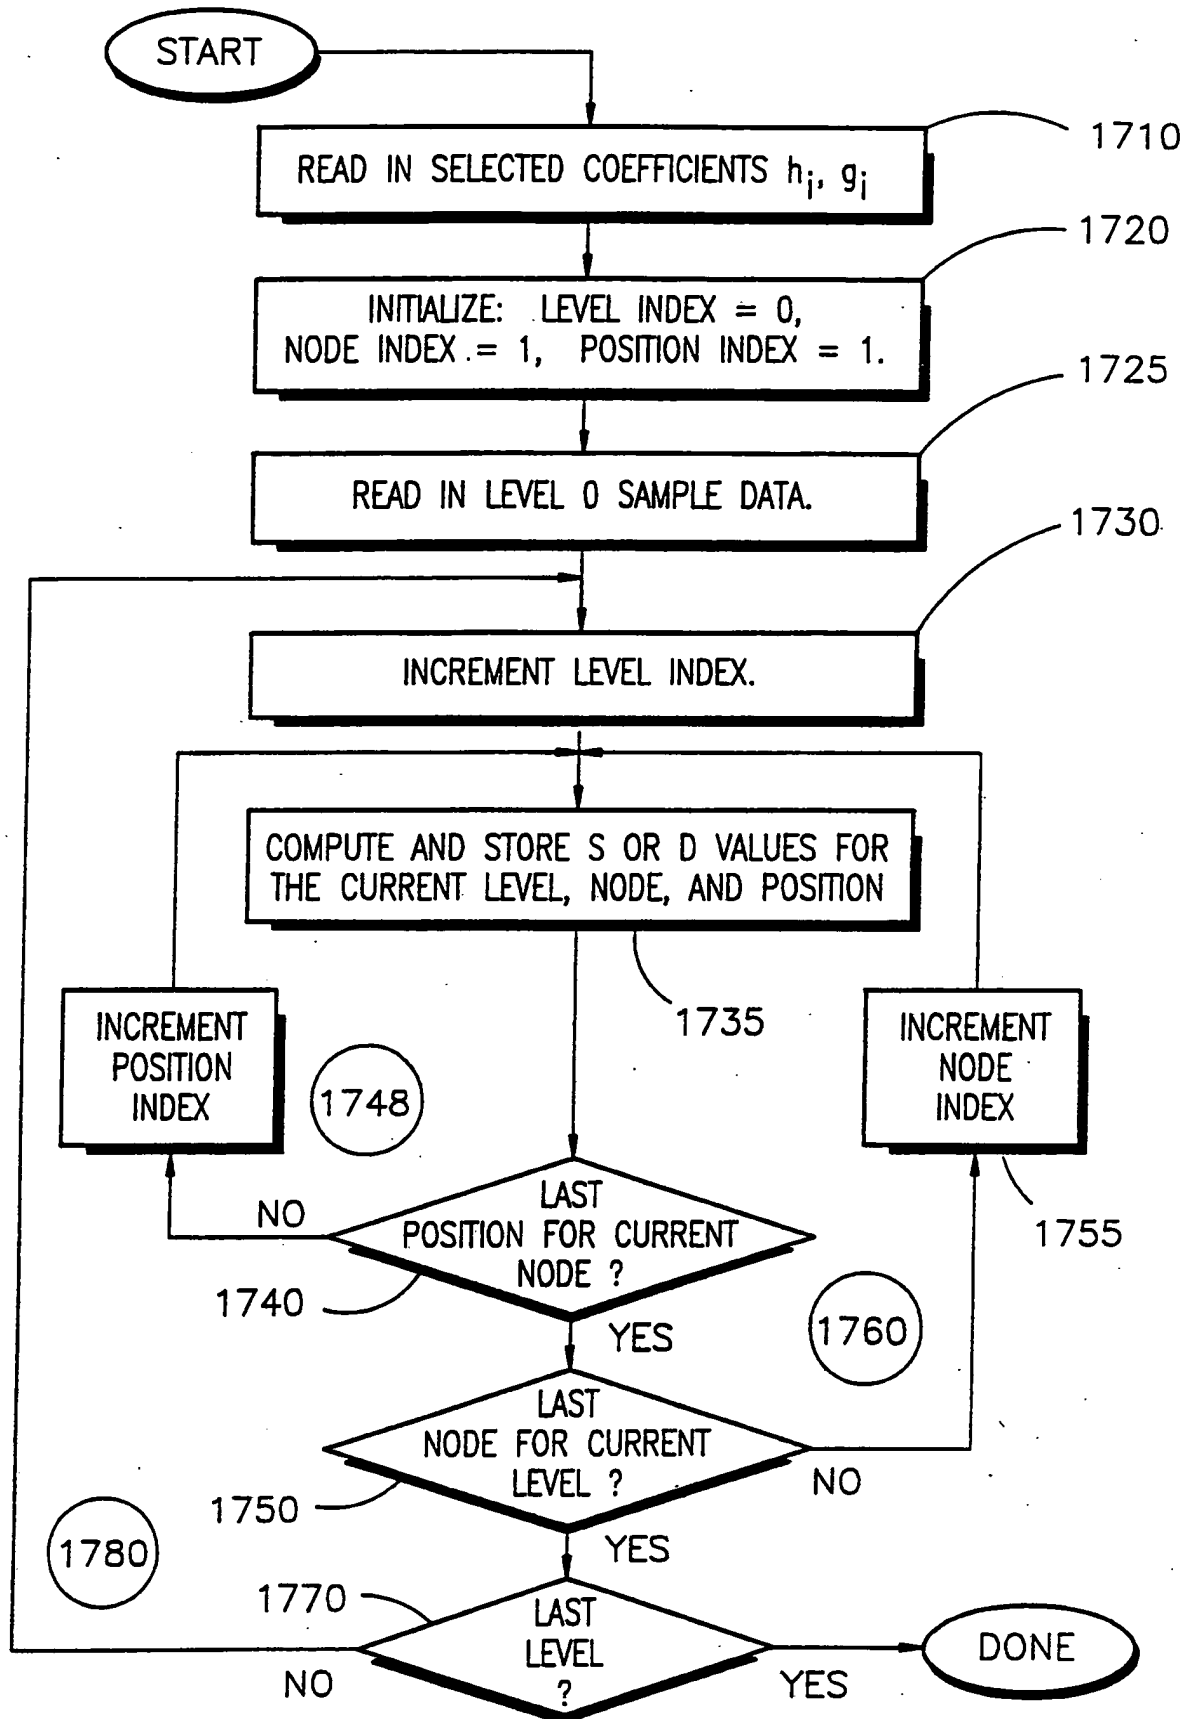 START
1710
READ IN SELECTED COEFFICIENTS hi, gi
1720
INITIALIZE: LEVEL INDEX = 0,
NODE INDEX = 1, POSITION INDEX = 1.
1725
READ IN LEVEL 0 SAMPLE DATA.
1730
INCREMENT LEVEL INDEX.
COMPUTE AND STORE S OR D VALUES FOR
THE CURRENT LEVEL, NODE, AND POSITION
1735
INCREMENT
POSITION
INDEX
1748
INCREMENT
NODE
INDEX
1755
LAST
POSITION FOR CURRENT
NODE ?
NO
1740
YES
1760
LAST
NODE FOR CURRENT
LEVEL ?
NO
1750
YES
1780
1770
LAST
LEVEL
?
NO
YES
DONE